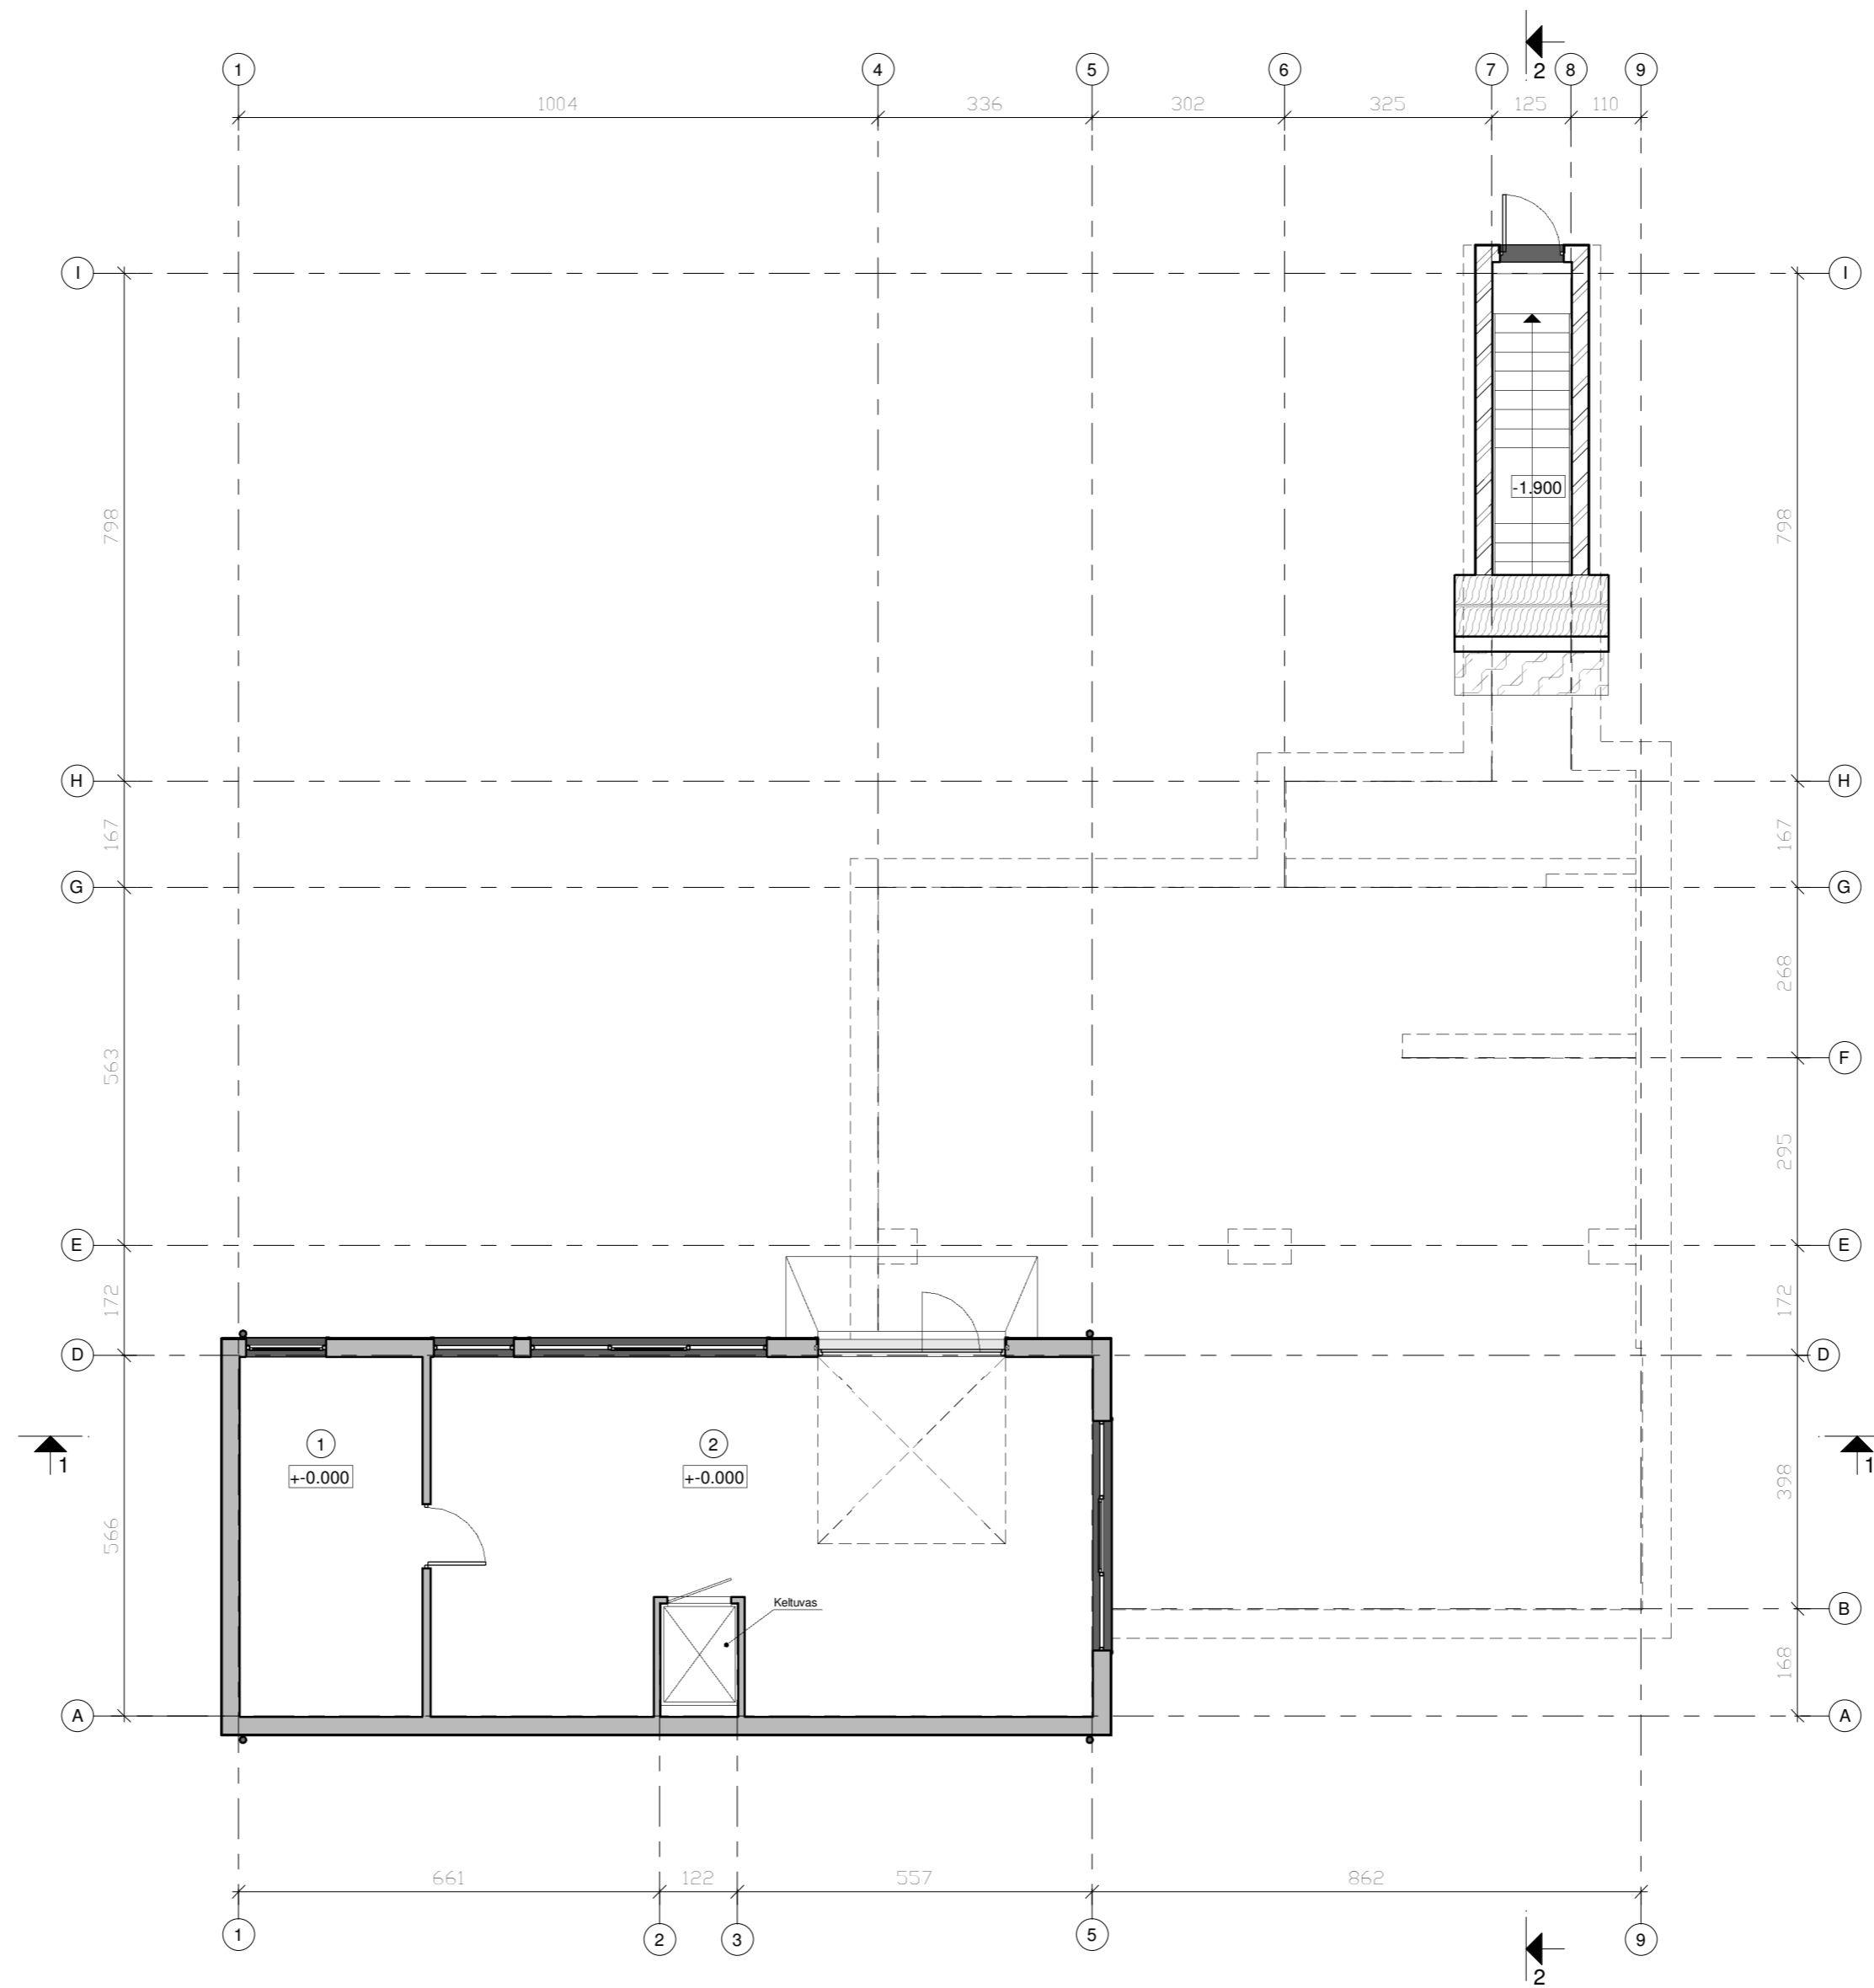 2
1 4 5 6 7 8 9
1004 336 302 325 125 110
I I
-1.900
798 798
H H
167 167
G G
268
F
563 295
E E
172 172
D D
1 2
1 +-0.000 +-0.000 1
398
566
Keltuvas
B
168
A A
661 122 557 862
1 2 3 5 9
2